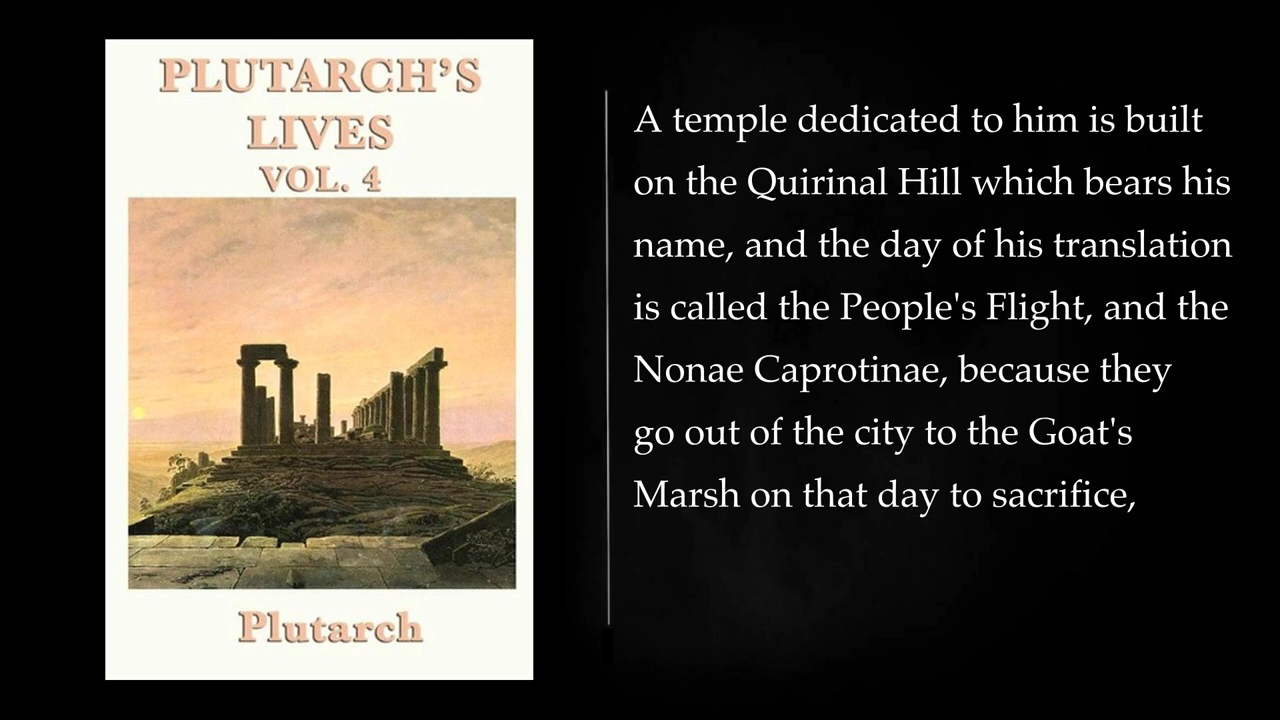 PLUTARCH'S
LIVES
VOL. 4
Plutarch
A temple dedicated to him is built
on the Quirinal Hill which bears his
name, and the day of his translation
is called the People's Flight, and the
Nonae Caprotinae, because they
go out of the city to the Goat's
Marsh on that day to sacrifice,